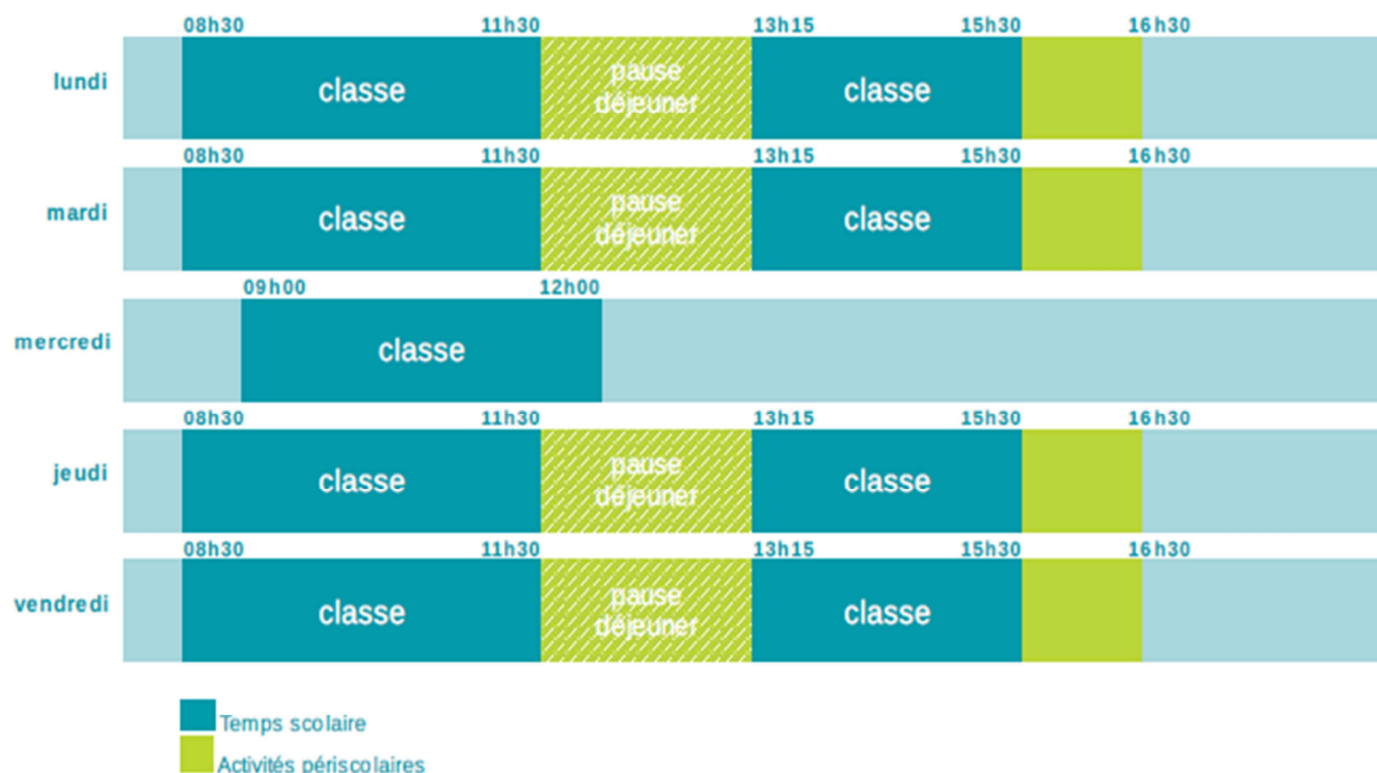 08h30 11h30 13h15 15h30 16h30
lundi classe pause déjeuner classe
08h30 11h30 13h15 15h30 16h30
mardi classe pause déjeuner classe
09h00 12h00
mercredi classe
08h30 11h30 13h15 15h30 16h30
jeudi classe pause déjeuner classe
08h30 11h30 13h15 15h30 16h30
vendredi classe pause déjeuner classe
Temps scolaire
Activités périscolaires